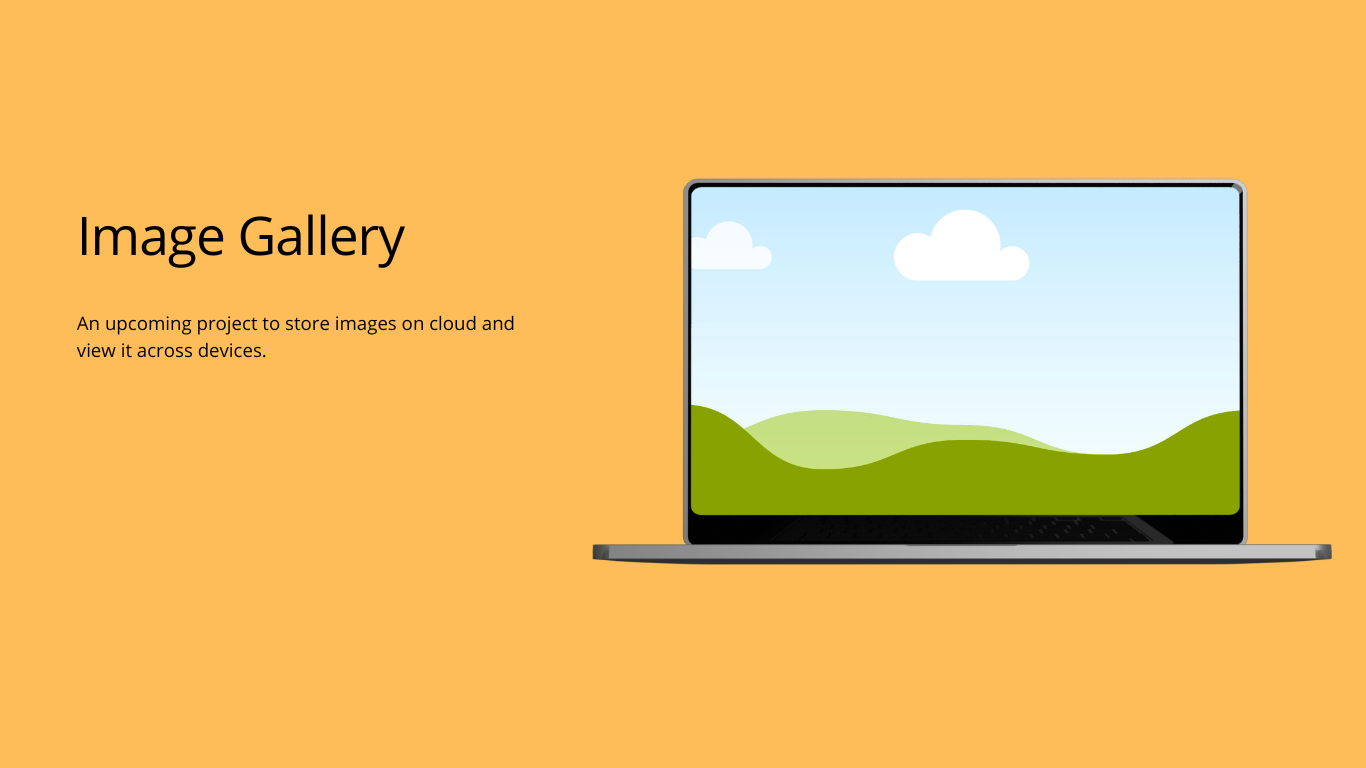 Image Gallery
An upcoming project to store images on cloud and
view it across devices.